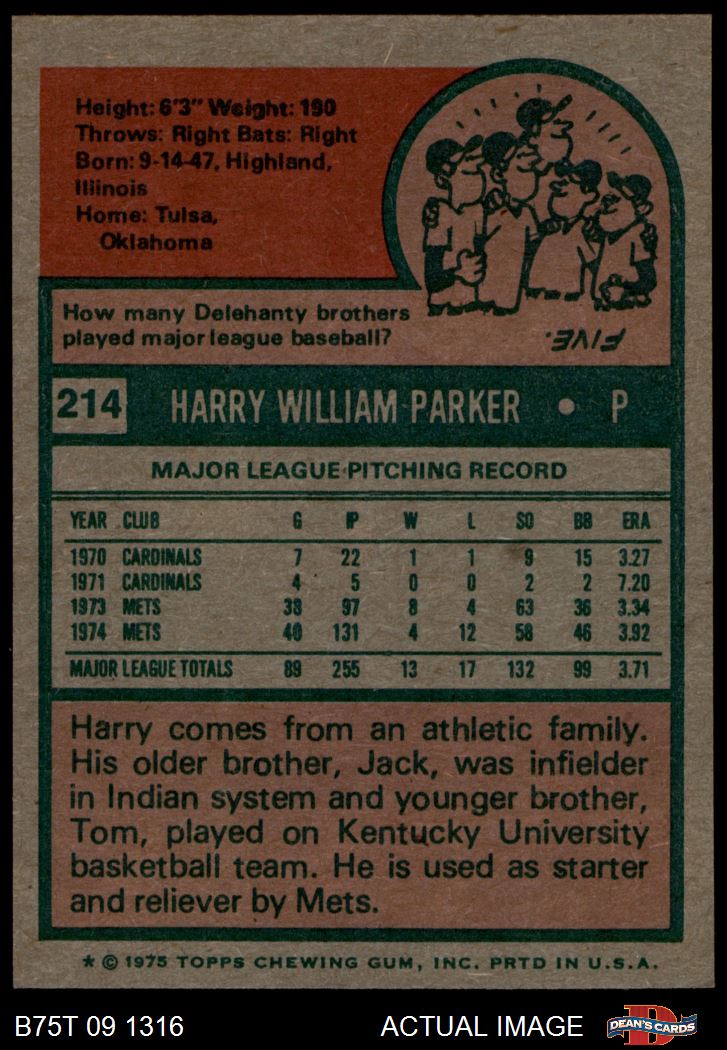 Height: 6'3" Weight: 190
Throws: Right Bats: Right
Born: 9-14-47, Highland,
Illinois
Home: Tulsa,
Oklahoma
How many Delehanty brothers
played major league baseball?
FIVE.
214 HARRY WILLIAM PARKER • P
MAJOR LEAGUE PITCHING RECORD
YEAR CLUB G IP W L SO BB ERA
1970 CARDINALS 7 22 1 1 9 15 3.27
1971 CARDINALS 4 5 0 0 2 2 7.20
1973 METS 38 97 8 4 63 36 3.34
1974 METS 40 131 4 12 58 46 3.92
MAJOR LEAGUE TOTALS 89 255 13 17 132 99 3.71
Harry comes from an athletic family.
His older brother, Jack, was infielder
in Indian system and younger brother,
Tom, played on Kentucky University
basketball team. He is used as starter
and reliever by Mets.
* © 1975 TOPPS CHEWING GUM, INC. PRTD IN U.S.A.
B75T 09 1316 ACTUAL IMAGE D DEAN'S CARDS